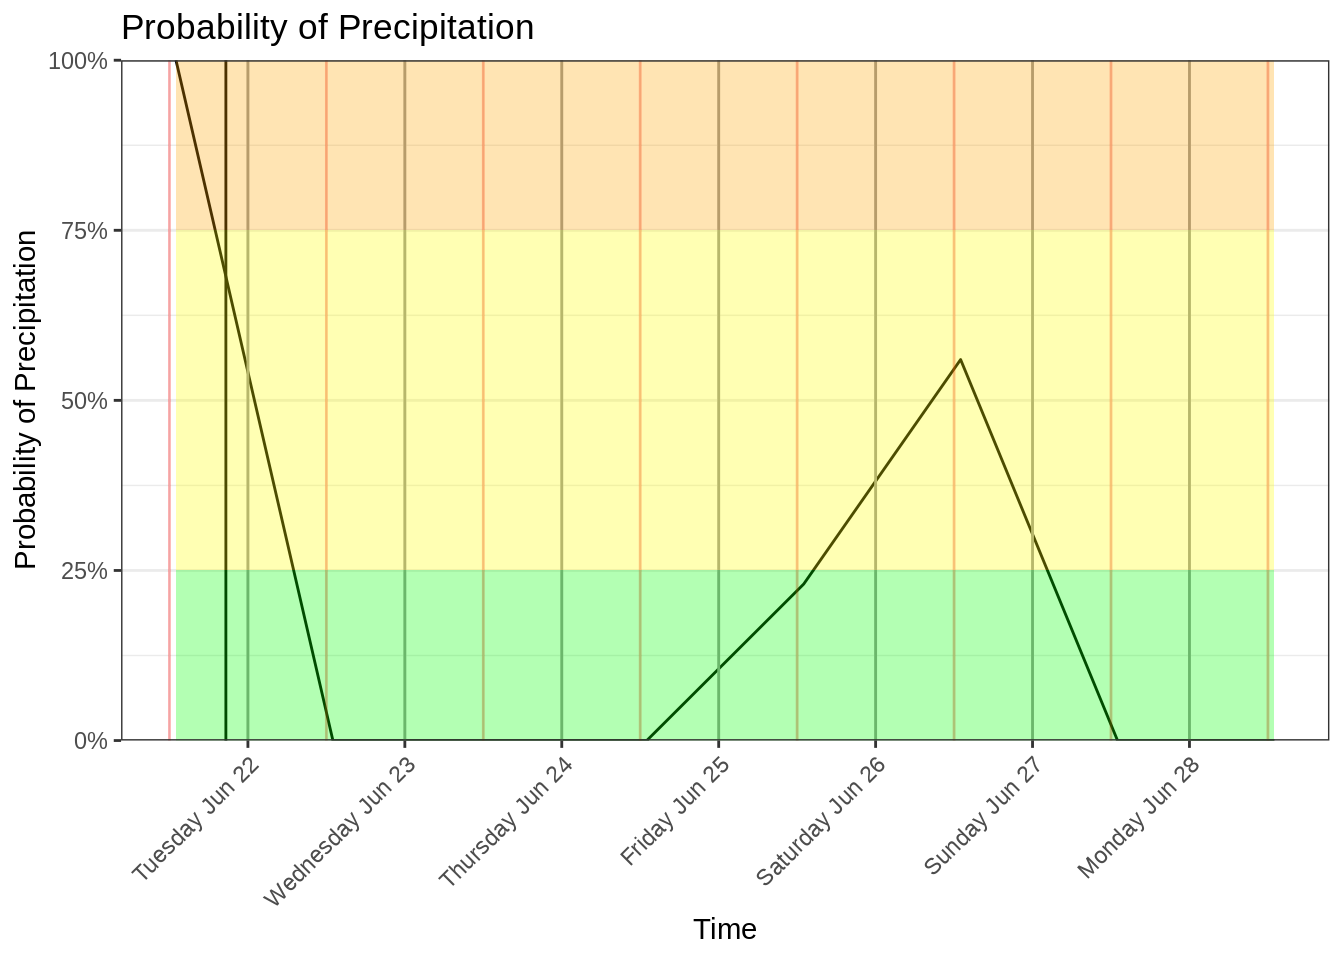 Probability of Precipitation
Probability of Precipitation
100%
75%
50%
25%
0%
Tuesday Jun 22
Wednesday Jun 23
Thursday Jun 24
Friday Jun 25
Saturday Jun 26
Sunday Jun 27
Monday Jun 28
Time